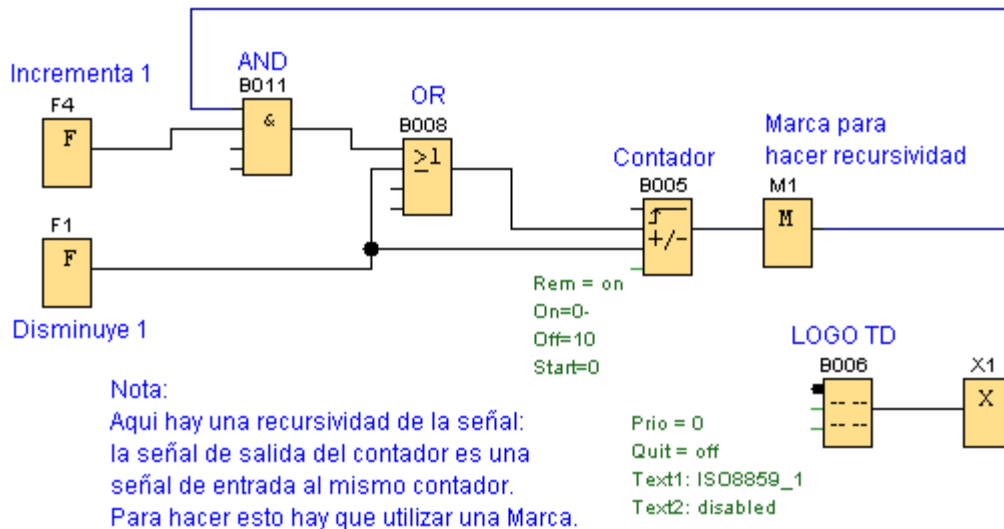 AND
B011
&
Incrementa 1
F4
F
OR
B008
≥1
Marca para
hacer recursividad
M1
M
Contador
B005
+/-
F1
F
Disminuye 1
Rem = on
On=0-
Off=10
Start=0
LOGO TD
B006
X1
X
Nota:
Aqui hay una recursividad de la señal:
la señal de salida del contador es una
señal de entrada al mismo contador.
Para hacer esto hay que utilizar una Marca.
Prio = 0
Quit = off
Text1: ISO8859_1
Text2: disabled